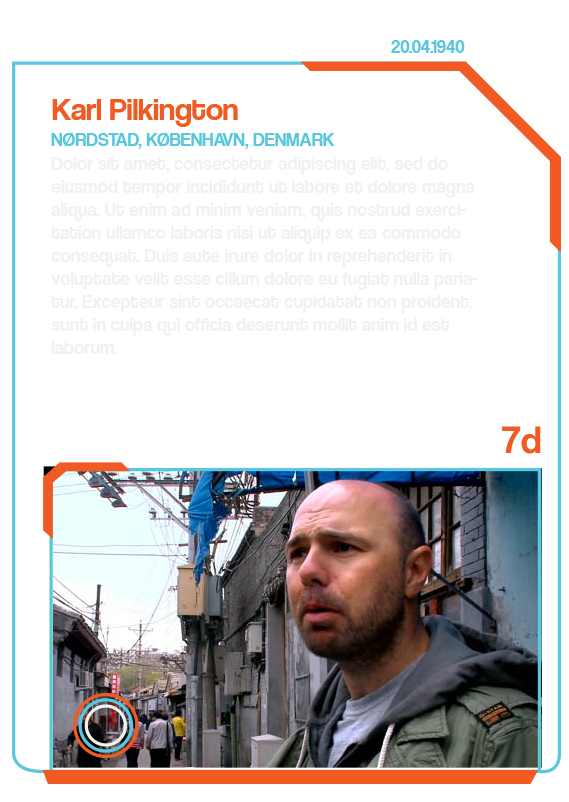 20.04.1940
Karl Pilkington
NØRDSTAD, KØBENHAVN, DENMARK
Dolor sit amet, consectetur adipiscing elit, sed do
eiusmod tempor incididunt ut labore et dolore magna
aliqua. Ut enim ad minim veniam, quis nostrud exerci-
tation ullamco laboris nisi ut aliquip ex ea commodo
consequat. Duis aute irure dolor in reprehenderit in
voluptate velit esse cillum dolore eu fugiat nulla paria-
tur. Excepteur sint occaecat cupidatat non proident,
sunt in culpa qui officia deserunt mollit anim id est
laborum.
7d